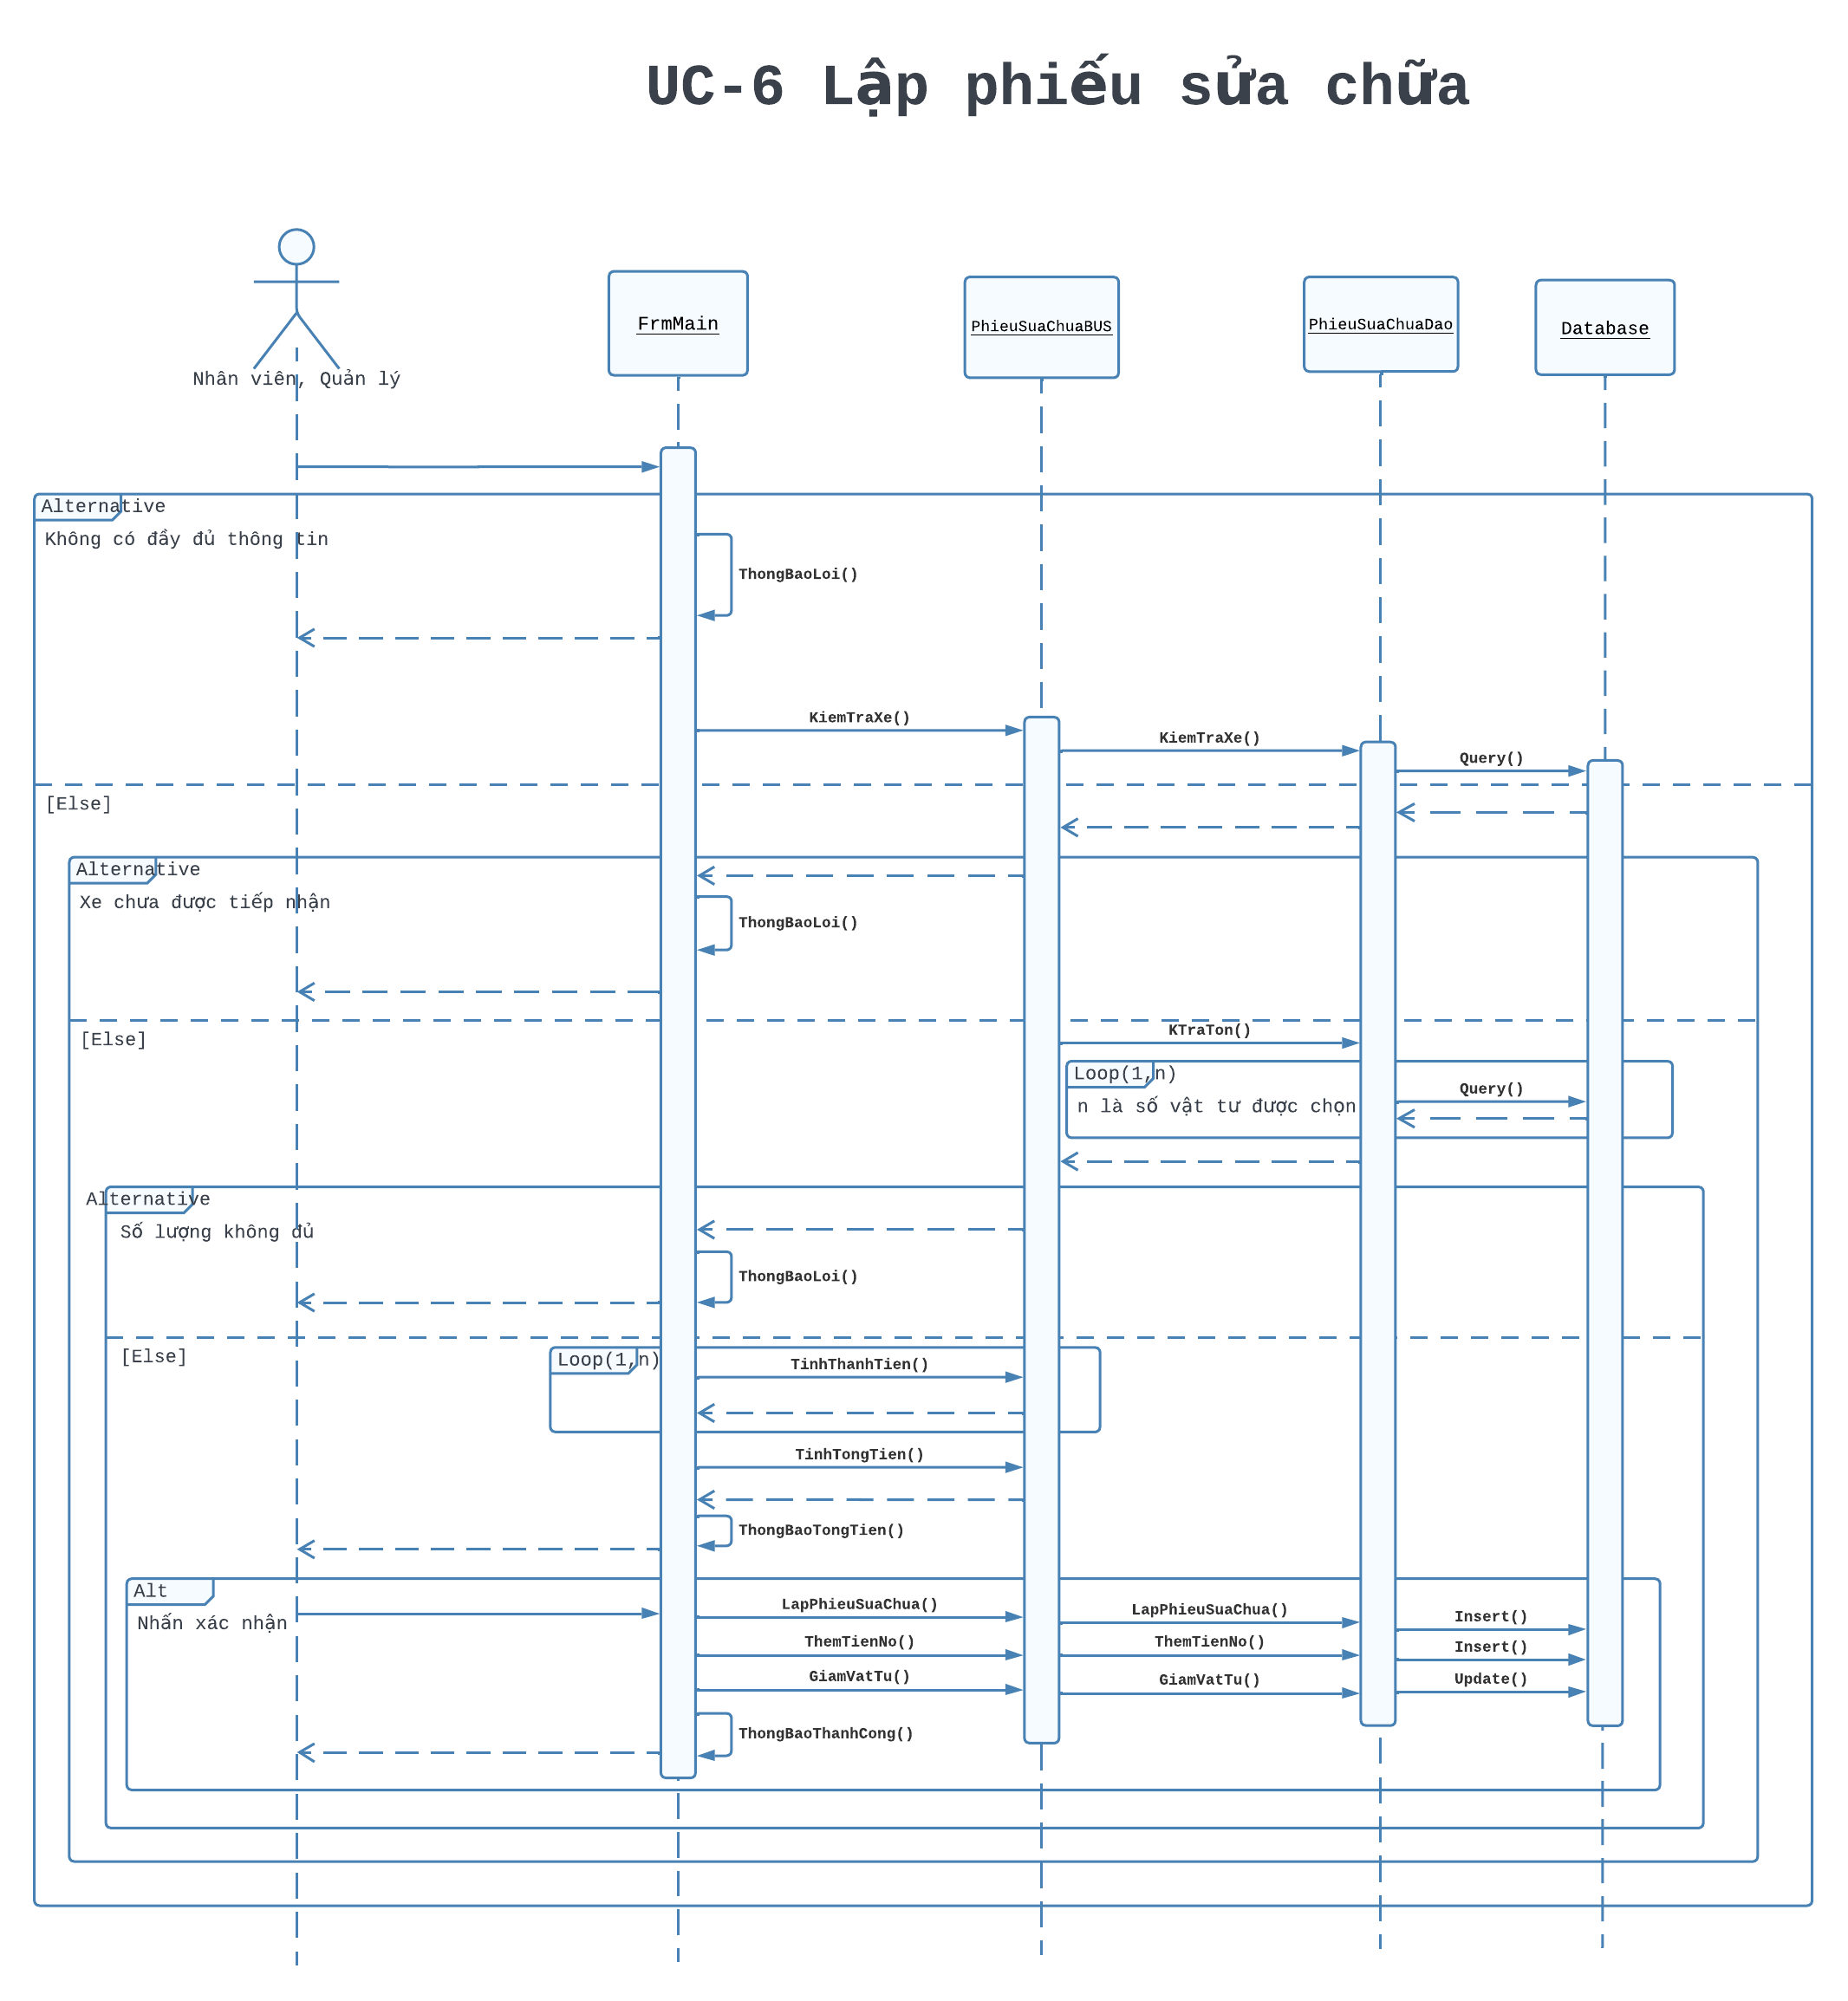 UC-6 Lập phiếu sửa chữa
Nhân viên, Quản lý
FrmMain
PhieuSuaChuaBUS
PhieuSuaChuaDao
Database
Alternative
Không có đầy đủ thông tin
ThongBaoLoi()
KiemTraXe()
KiemTraXe()
Query()
[Else]
Alternative
Xe chưa được tiếp nhận
ThongBaoLoi()
[Else]
KTraTon()
Loop(1,n)
n là số vật tư được chọn
Query()
Alternative
Số lượng không đủ
ThongBaoLoi()
[Else]
Loop(1,n)
TinhThanhTien()
TinhTongTien()
ThongBaoTongTien()
Alt
Nhấn xác nhận
LapPhieuSuaChua()
LapPhieuSuaChua()
Insert()
ThemTienNo()
ThemTienNo()
Insert()
GiamVatTu()
GiamVatTu()
Update()
ThongBaoThanhCong()